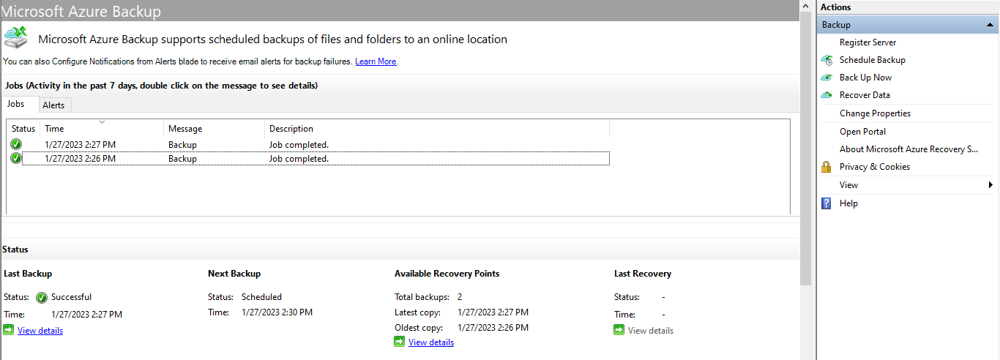 Microsoft Azure Backup
Microsoft Azure Backup supports scheduled backups of files and folders to an online location
You can also Configure Notifications from Alerts blade to receive email alerts for backup failures. Learn More.
Jobs (Activity in the past 7 days, double click on the message to see details)
Jobs Alerts
Status Time Message Description
1/27/2023 2:27 PM Backup Job completed.
1/27/2023 2:26 PM Backup Job completed.
Status
Last Backup Next Backup Available Recovery Points Last Recovery
Status: Successful Status: Scheduled Total backups: 2 Status: -
Time: 1/27/2023 2:27 PM Time: 1/27/2023 2:30 PM Latest copy: 1/27/2023 2:27 PM Time: -
View details Oldest copy: 1/27/2023 2:26 PM View details
View details
Actions
Backup
Register Server
Schedule Backup
Back Up Now
Recover Data
Change Properties
Open Portal
About Microsoft Azure Recovery S...
Privacy & Cookies
View
Help